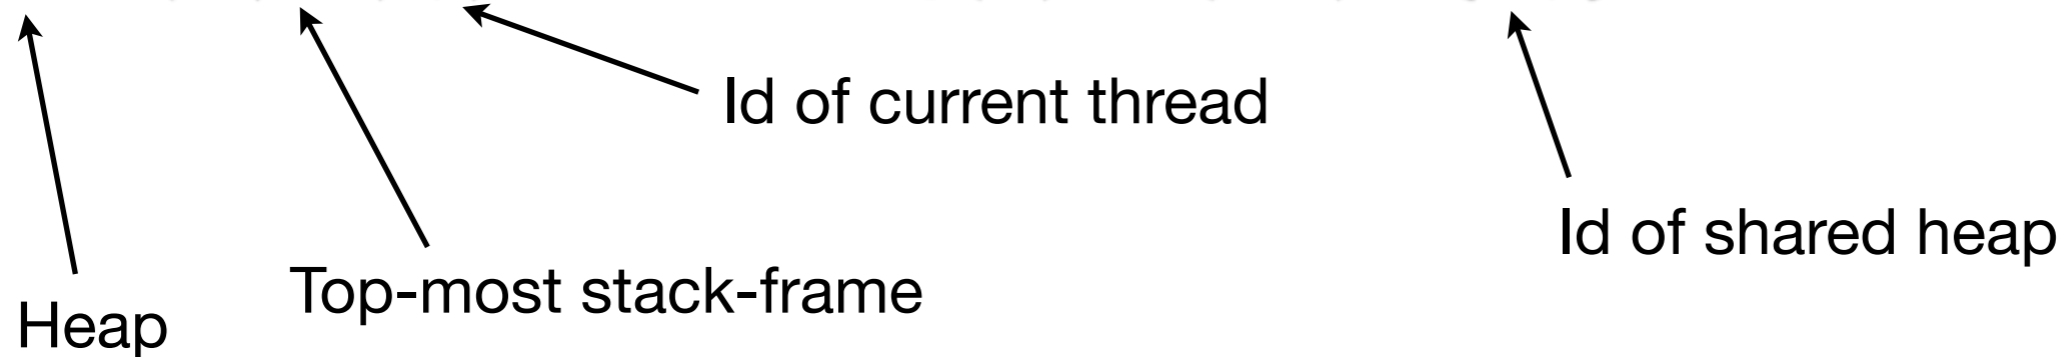 Id of current thread
Id of shared heap
Top-most stack-frame
Heap